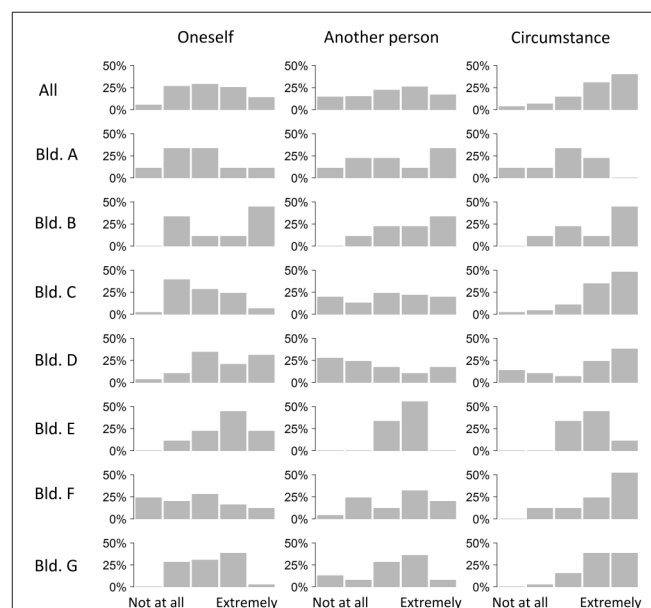 Oneself Another person Circumstance
All 50% 25% 0% 50% 25% 0% 50% 25% 0%
Bld. A 50% 25% 0% 50% 25% 0% 50% 25% 0%
Bld. B 50% 25% 0% 50% 25% 0% 50% 25% 0%
Bld. C 50% 25% 0% 50% 25% 0% 50% 25% 0%
Bld. D 50% 25% 0% 50% 25% 0% 50% 25% 0%
Bld. E 50% 25% 0% 50% 25% 0% 50% 25% 0%
Bld. F 50% 25% 0% 50% 25% 0% 50% 25% 0%
Bld. G 50% 25% 0% 50% 25% 0% 50% 25% 0%
Not at all Extremely Not at all Extremely Not at all Extremely